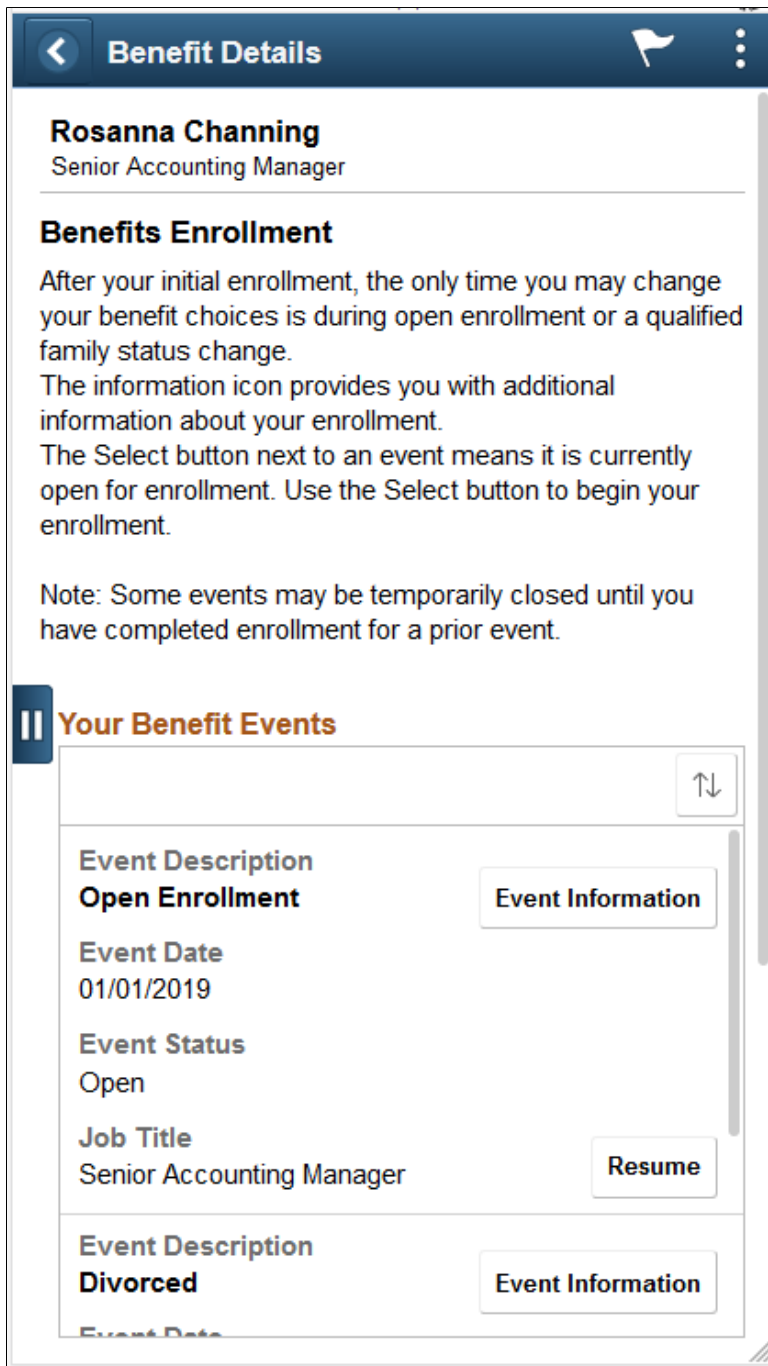 Benefit Details
Rosanna Channing
Senior Accounting Manager
Benefits Enrollment
After your initial enrollment, the only time you may change
your benefit choices is during open enrollment or a qualified
family status change.
The information icon provides you with additional
information about your enrollment.
The Select button next to an event means it is currently
open for enrollment. Use the Select button to begin your
enrollment.
Note: Some events may be temporarily closed until you
have completed enrollment for a prior event.
Your Benefit Events
Event Description
Open Enrollment
Event Information
Event Date
01/01/2019
Event Status
Open
Job Title
Senior Accounting Manager
Resume
Event Description
Divorced
Event Information
Event Date